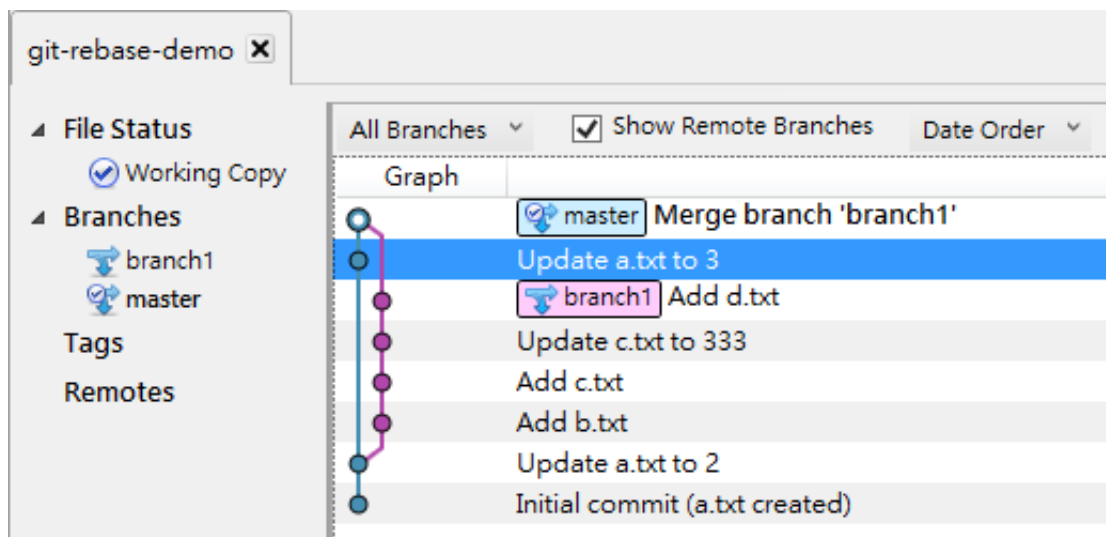 git-rebase-demo
File Status
Working Copy
Branches
branch1
master
Tags
Remotes
All Branches Show Remote Branches Date Order
Graph
master Merge branch 'branch1'
Update a.txt to 3
branch1 Add d.txt
Update c.txt to 333
Add c.txt
Add b.txt
Update a.txt to 2
Initial commit (a.txt created)